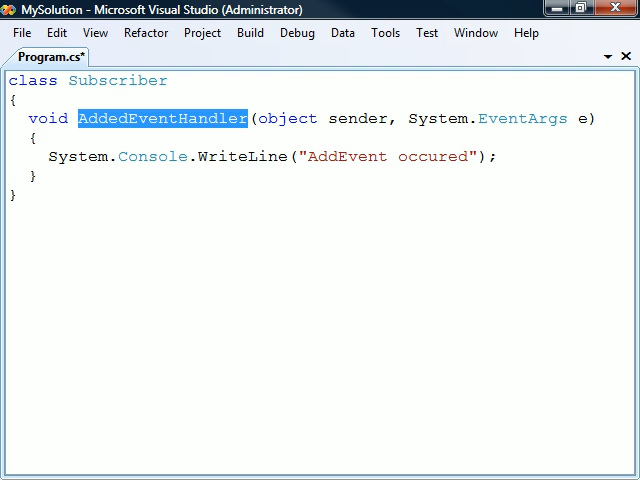 MySolution - Microsoft Visual Studio (Administrator)
File Edit View Refactor Project Build Debug Data Tools Test Window Help
Program.cs*
class Subscriber
{
void AddedEventHandler(object sender, System.EventArgs e)
{
System.Console.WriteLine("AddEvent occured");
}
}